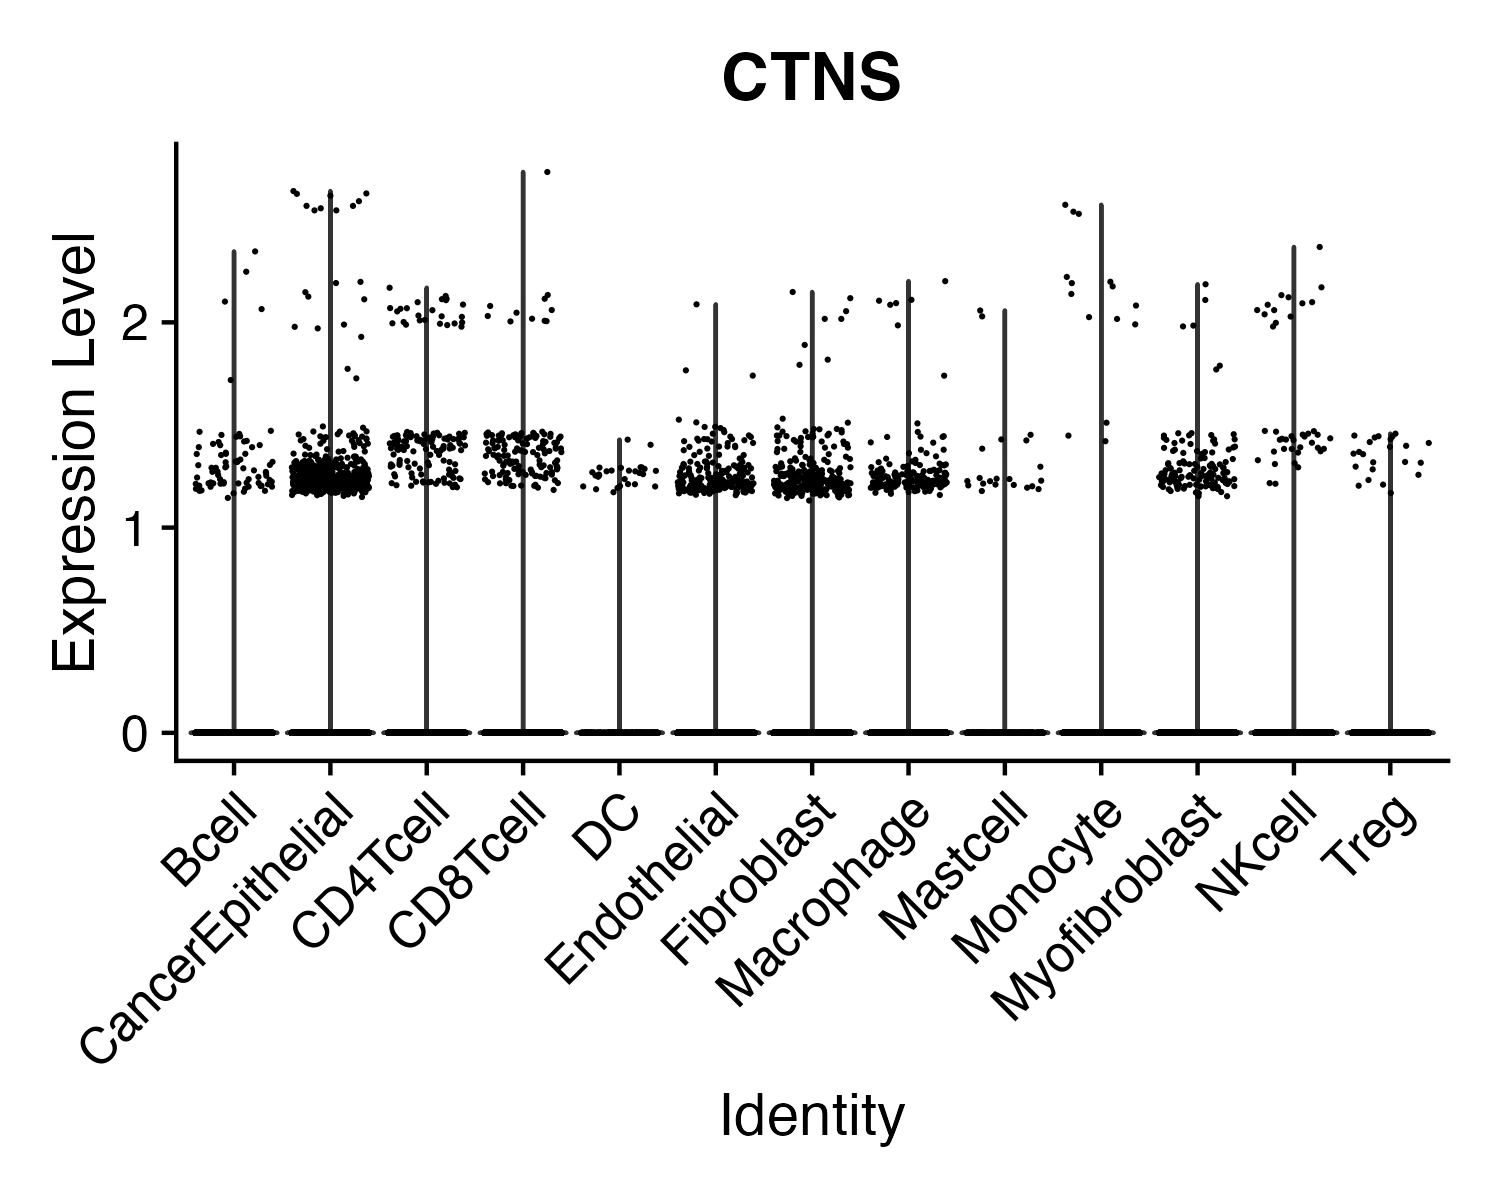 CTNS
Expression Level
2
1
0
Bcell
CancerEpithelial
CD4Tcell
CD8Tcell
DC
Endothelial
Fibroblast
Macrophage
Mastcell
Monocyte
Myofibroblast
NKcell
Treg
Identity